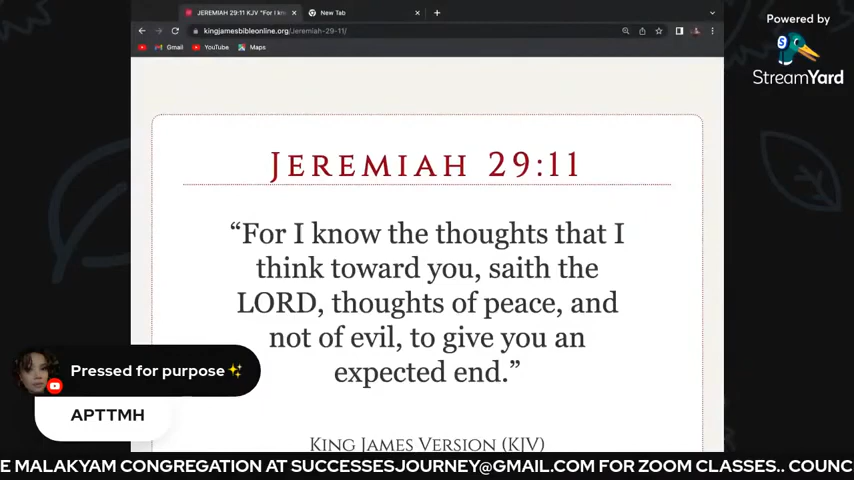 JEREMIAH 29:11 KJV "For I kn
New Tab
kingjamesbibleonline.org/Jeremiah-29-11/
Gmail
YouTube
Maps
Powered by
StreamYard
JEREMIAH 29:11
“For I know the thoughts that I
think toward you, saith the
LORD, thoughts of peace, and
not of evil, to give you an
expected end.”
KING JAMES VERSION (KJV)
Pressed for purpose✨
APTTMH
E MALAKYAM CONGREGATION AT SUCCESSESJOURNEY@GMAIL.COM FOR ZOOM CLASSES.. COUNC